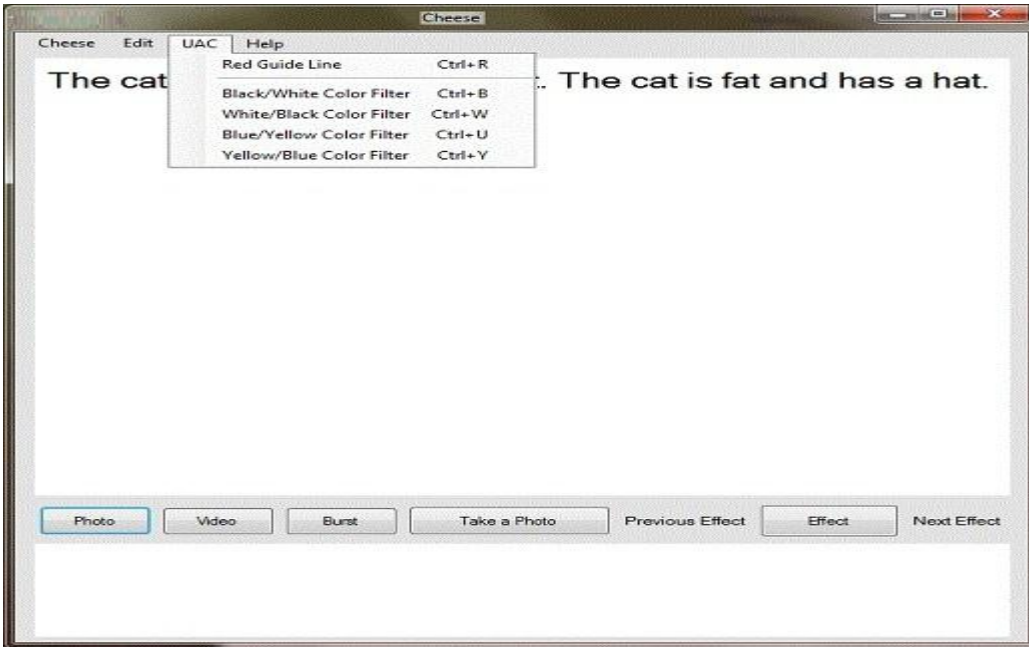 Cheese
Cheese Edit UAC Help
Red Guide Line Ctrl+R
Black/White Color Filter Ctrl+B
White/Black Color Filter Ctrl+W
Blue/Yellow Color Filter Ctrl+U
Yellow/Blue Color Filter Ctrl+Y
The cat t. The cat is fat and has a hat.
Photo Video Burst Take a Photo Previous Effect Effect Next Effect